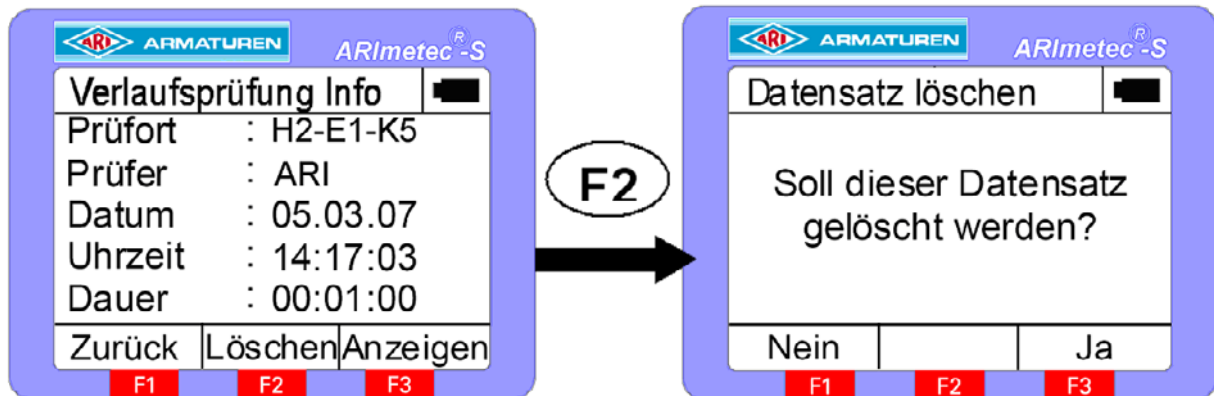 ARI ARMATUREN
ARImetec®-S
Verlaufsprüfung Info
Prüfort : H2-E1-K5
Prüfer : ARI
Datum : 05.03.07
Uhrzeit : 14:17:03
Dauer : 00:01:00
Zurück Löschen Anzeigen
F1 F2 F3
F2
ARI ARMATUREN
ARImetec®-S
Datensatz löschen
Soll dieser Datensatz
gelöscht werden?
Nein Ja
F1 F2 F3